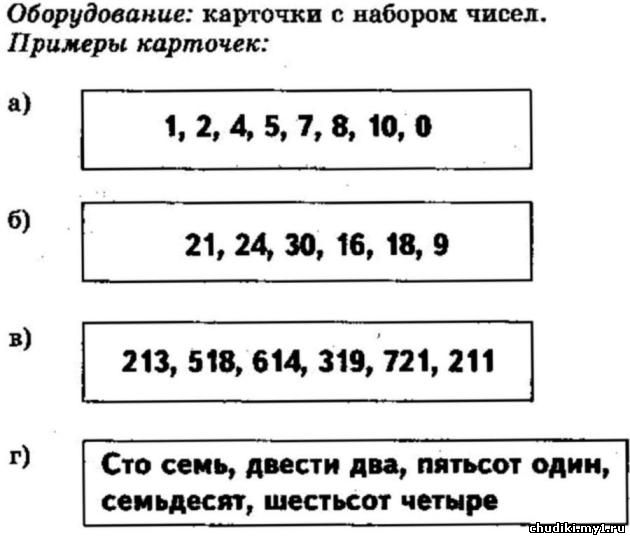 Оборудование: карточки с набором чисел.
Примеры карточек:
а)
1, 2, 4, 5, 7, 8, 10, 0
б)
21, 24, 30, 16, 18, 9
в)
213, 518, 614, 319, 721, 211
г)
Сто семь, двести два, пятьсот один,
семьдесят, шестьсот четыре
chudiki.my1.ru